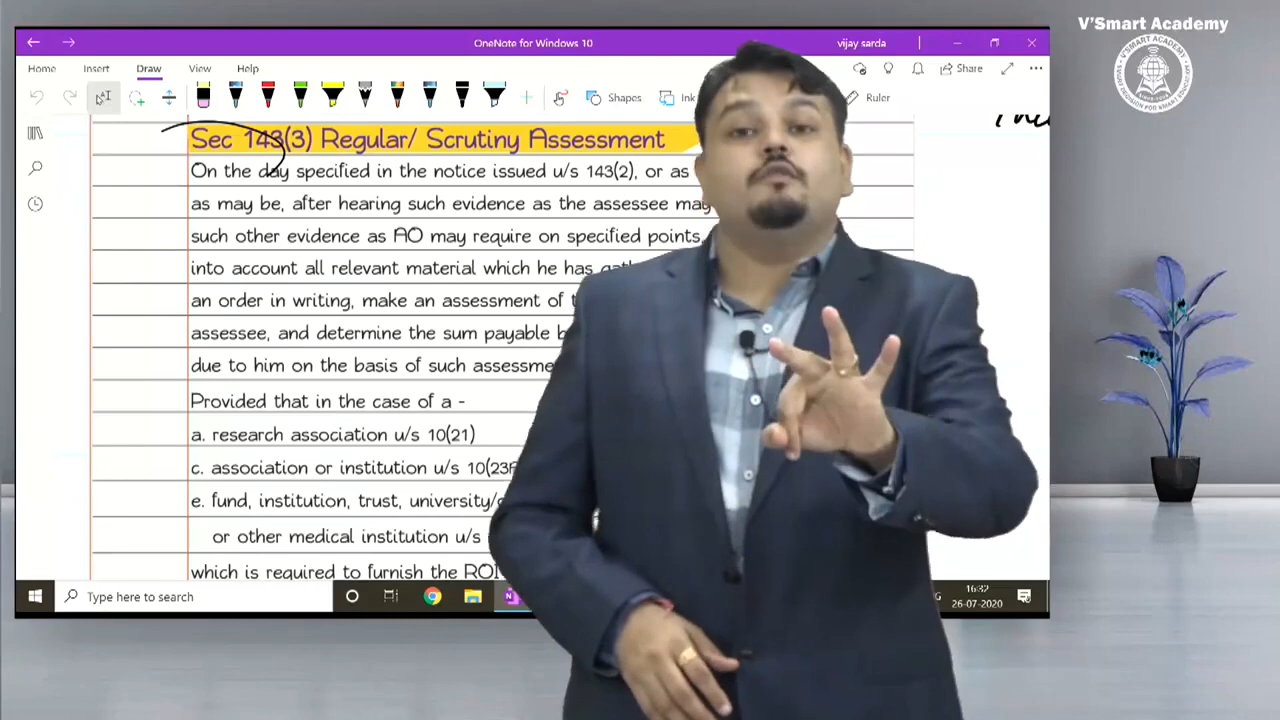 V'Smart Academy
OneNote for Windows 10
vijay sarda
Home
Insert
Draw
View
Help
Share
Shapes
Ink
Ruler
Sec 143(3) Regular/ Scrutiny Assessment
On the day specified in the notice issued u/s 143(2), or as
as may be, after hearing such evidence as the assessee may
such other evidence as AO may require on specified points,
into account all relevant material which he has
an order in writing, make an assessment of
assessee, and determine the sum payable
due to him on the basis of such
Provided that in the case of a -
a. research association u/s 10(21)
c. association or institution u/s
e. fund, institution, trust,
or other medical institution u/s
which is required to furnish the ROI
Type here to search
16:32
26-07-2020